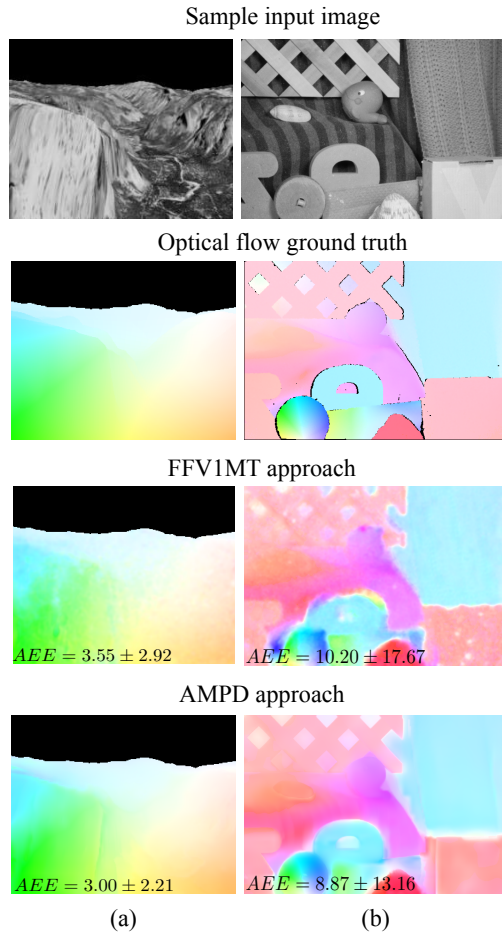 Sample input image
Optical flow ground truth
FFV1MT approach
AEE = 3.55 ± 2.92
AEE = 10.20 ± 17.67
AMPD approach
AEE = 3.00 ± 2.21
AEE = 8.87 ± 13.16
(a)
(b)